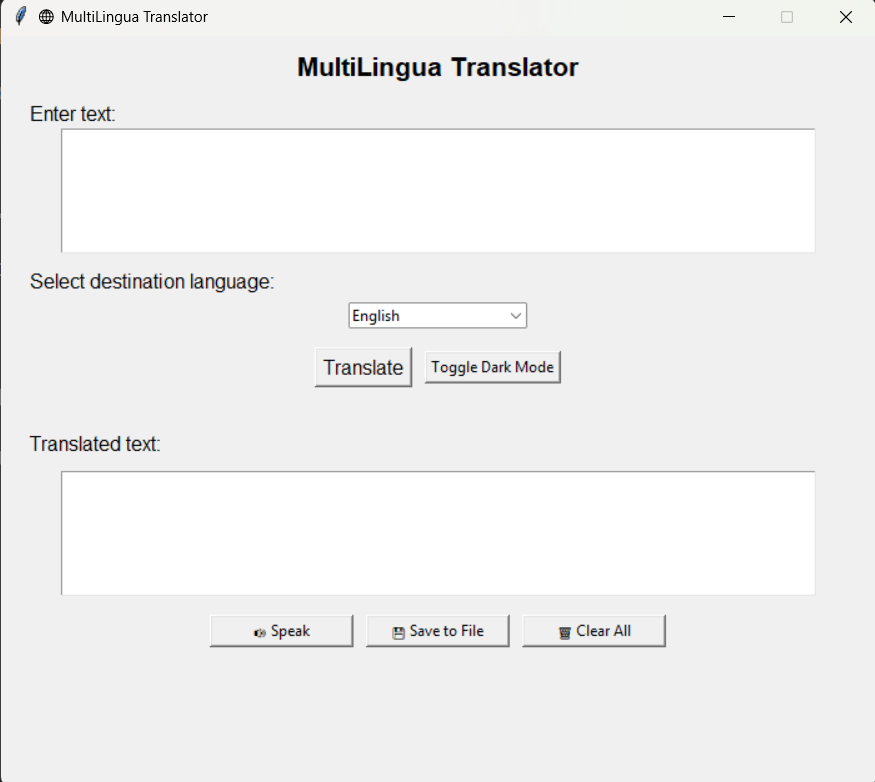 MultiLingua Translator
MultiLingua Translator
Enter text:
Select destination language:
English
Translate Toggle Dark Mode
Translated text:
Speak Save to File Clear All